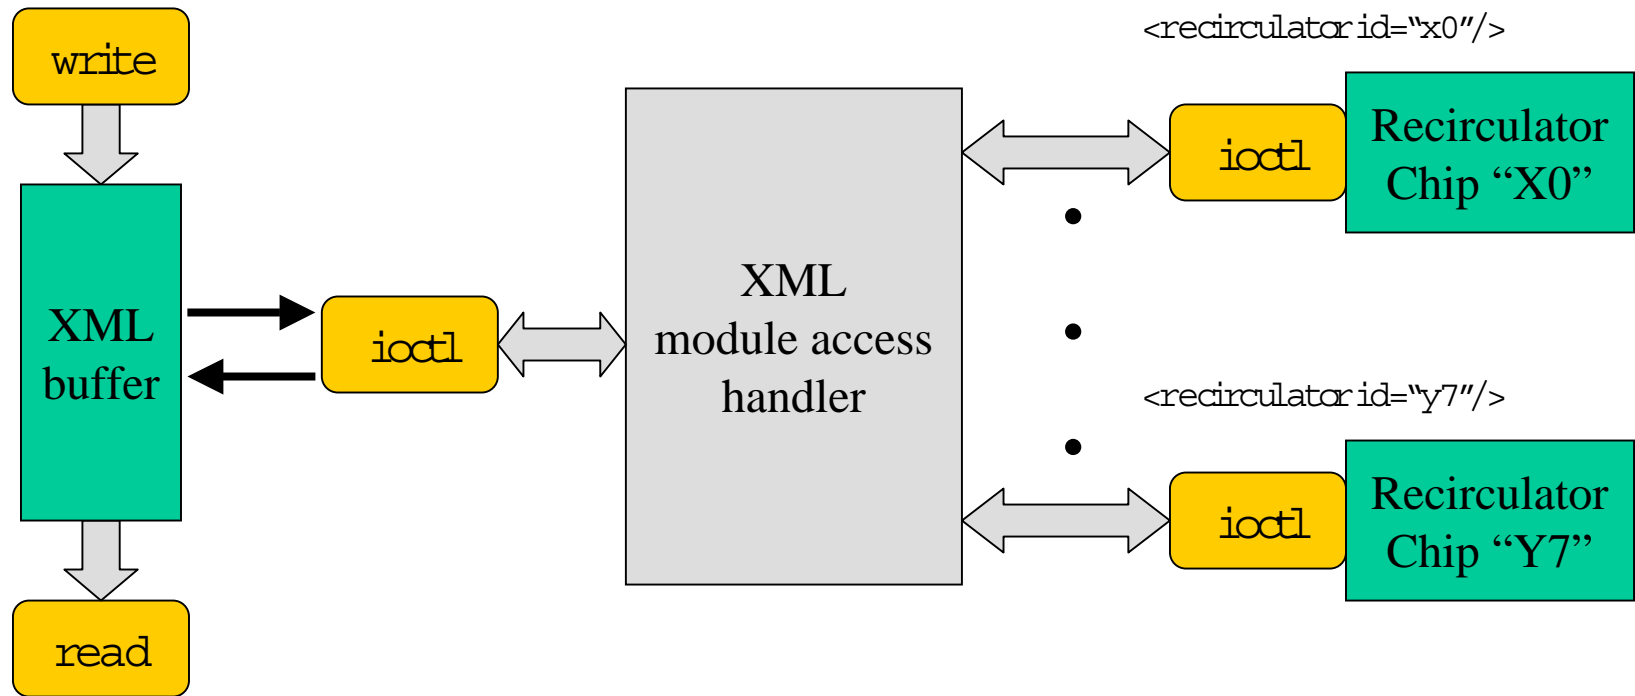 <recirculator id="x0"/>
write
ioctl
Recirculator
Chip “X0”
XML
buffer
ioctl
XML
module access
handler
<recirculator id="y7"/>
ioctl
Recirculator
Chip “Y7”
read